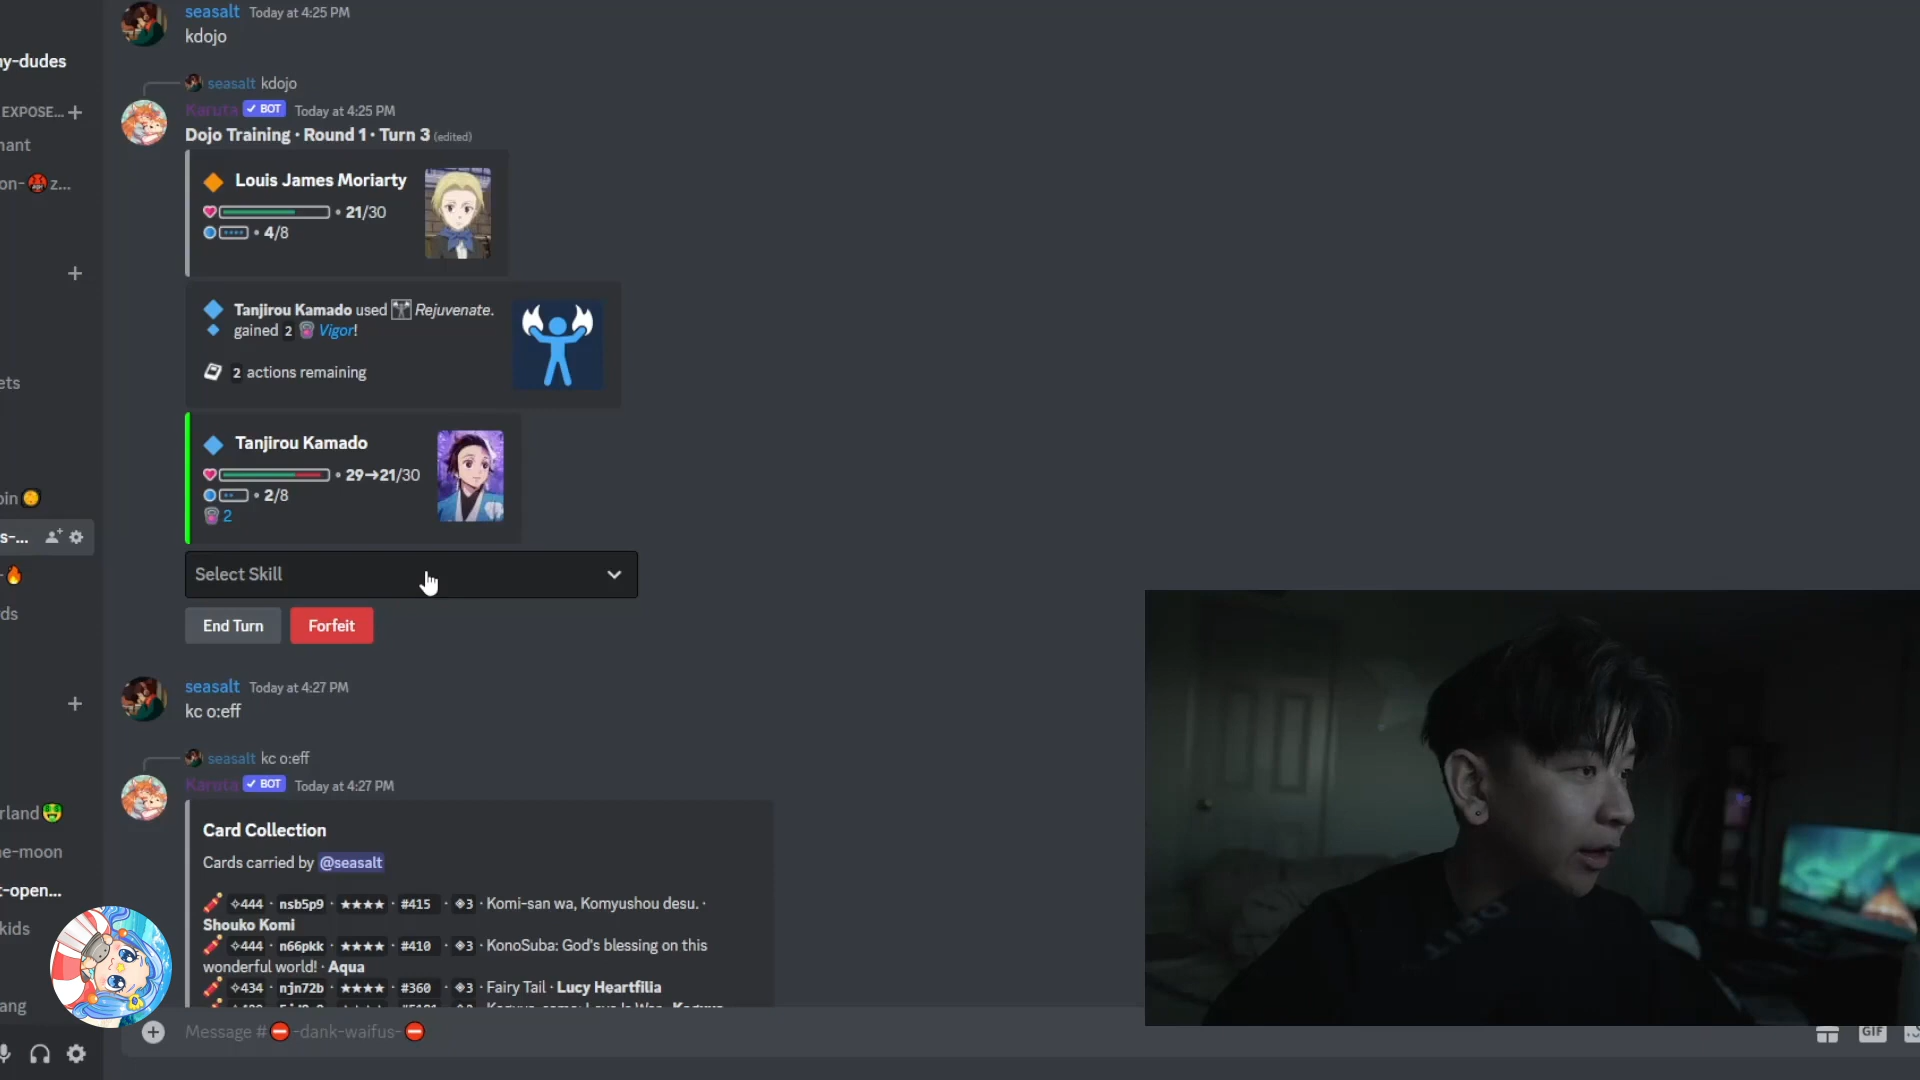 seasalt Today at 4:25 PM
kdojo
ny-dudes
seasalt kdojo
EXPOSE...
Karuta BOT Today at 4:25 PM
Dojo Training • Round 1 • Turn 3 (edited)
nant
Louis James Moriarty
on- z...
• 21/30
• 4/8
Tanjirou Kamado used Rejuvenate.
gained 2 Vigor!
2 actions remaining
ets
Tanjirou Kamado
• 29→21/30
• 2/8
2
oin
s-...
Select Skill
rds
End Turn Forfeit
seasalt Today at 4:27 PM
kc o:eff
seasalt kc o:eff
Karuta BOT Today at 4:27 PM
rland
Card Collection
ne-moon
Cards carried by @seasalt
t-open...
✧444 · nsb5p9 · ★★★★ · #415 · ◈3 · Komi-san wa, Komyushou desu. ·
Shouko Komi
kids
✧444 · n66pkk · ★★★★ · #410 · ◈3 · KonoSuba: God's blessing on this
wonderful world! · Aqua
✧434 · njn72b · ★★★★ · #360 · ◈3 · Fairy Tail · Lucy Heartfilia
ang
Message # -dank-waifus-
GIF